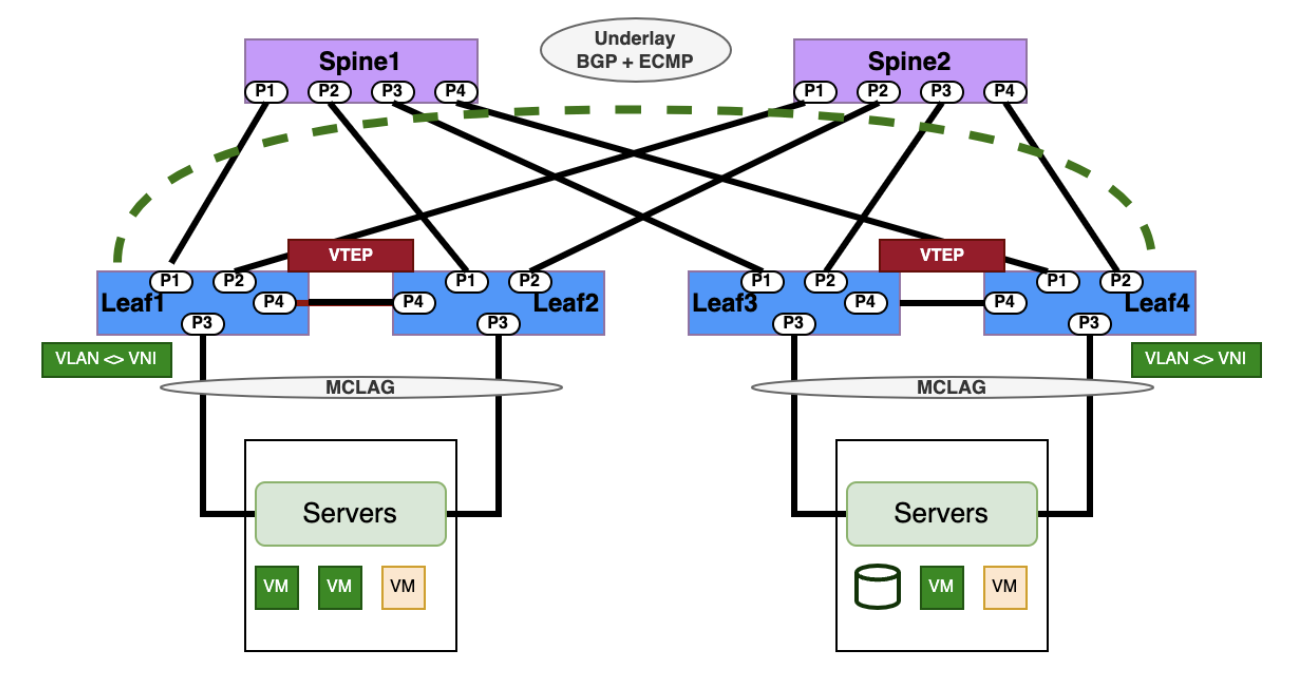 Underlay
BGP + ECMP
Spine1
Spine2
P1
P2
P3
P4
P1
P2
P3
P4
VTEP
VTEP
P1
P2
P1
P2
P1
P2
P1
P2
Leaf1
P4
P4
Leaf2
Leaf3
P4
P4
Leaf4
P3
P3
P3
P3
VLAN <> VNI
VLAN <> VNI
MCLAG
MCLAG
Servers
Servers
VM
VM
VM
VM
VM